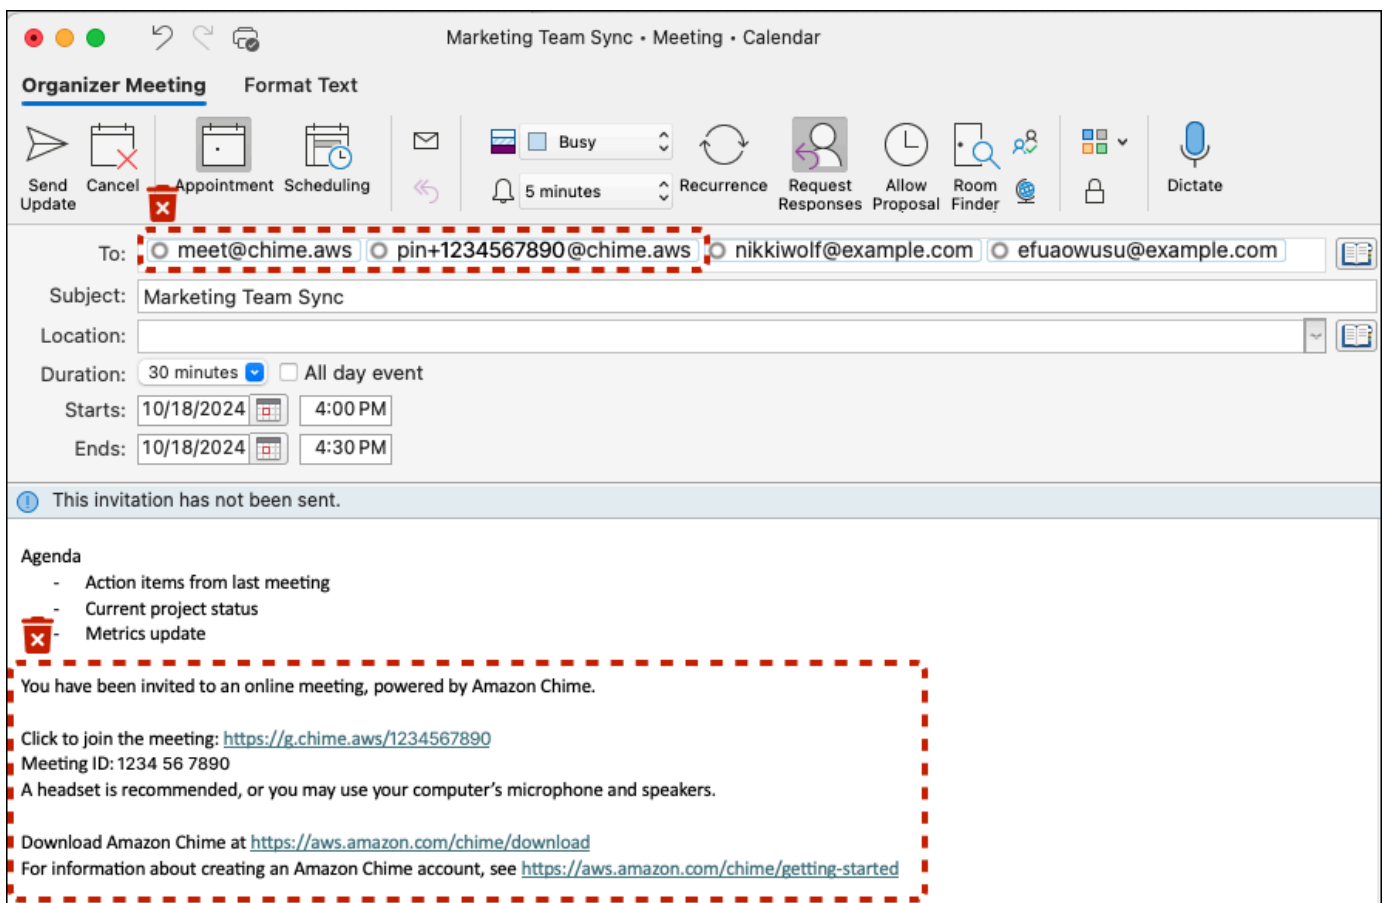 Marketing Team Sync • Meeting • Calendar
Organizer Meeting Format Text
Send Update Cancel Appointment Scheduling Busy 5 minutes Recurrence Request Responses Allow Proposal Room Finder Dictate
To: meet@chime.aws pin+1234567890@chime.aws nikkiwolf@example.com efuaowusu@example.com
Subject: Marketing Team Sync
Location:
Duration: 30 minutes All day event
Starts: 10/18/2024 4:00 PM
Ends: 10/18/2024 4:30 PM
This invitation has not been sent.
Agenda
- Action items from last meeting
- Current project status
- Metrics update
You have been invited to an online meeting, powered by Amazon Chime.
Click to join the meeting: https://g.chime.aws/1234567890
Meeting ID: 1234 56 7890
A headset is recommended, or you may use your computer's microphone and speakers.
Download Amazon Chime at https://aws.amazon.com/chime/download
For information about creating an Amazon Chime account, see https://aws.amazon.com/chime/getting-started